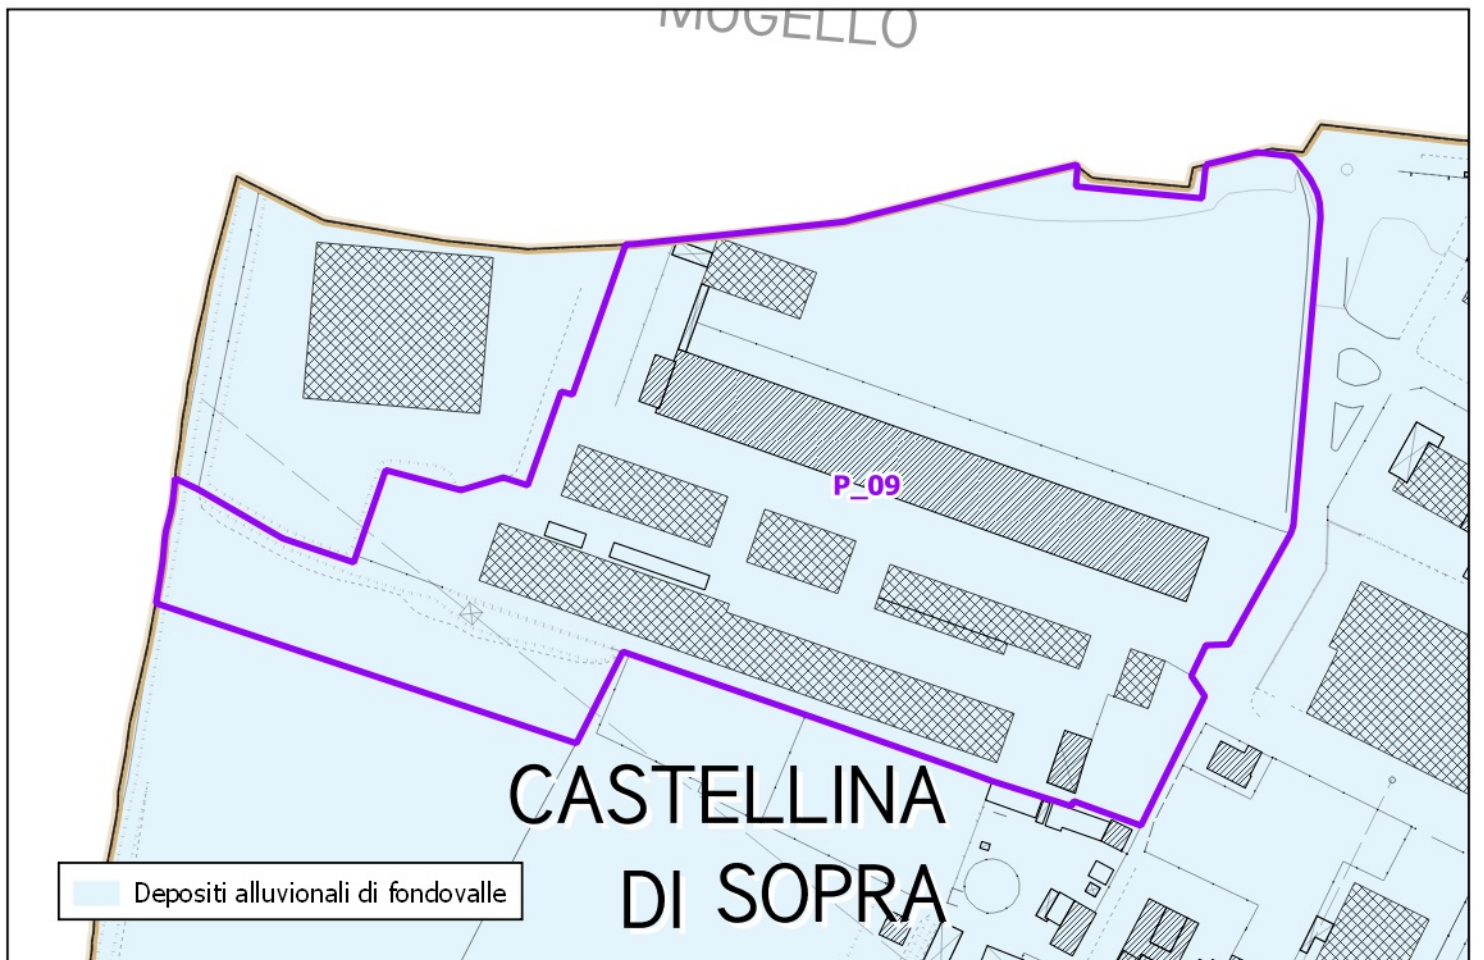 MUGELLO
P_09
CASTELLINA
DI SOPRA
Depositi alluvionali di fondovalle